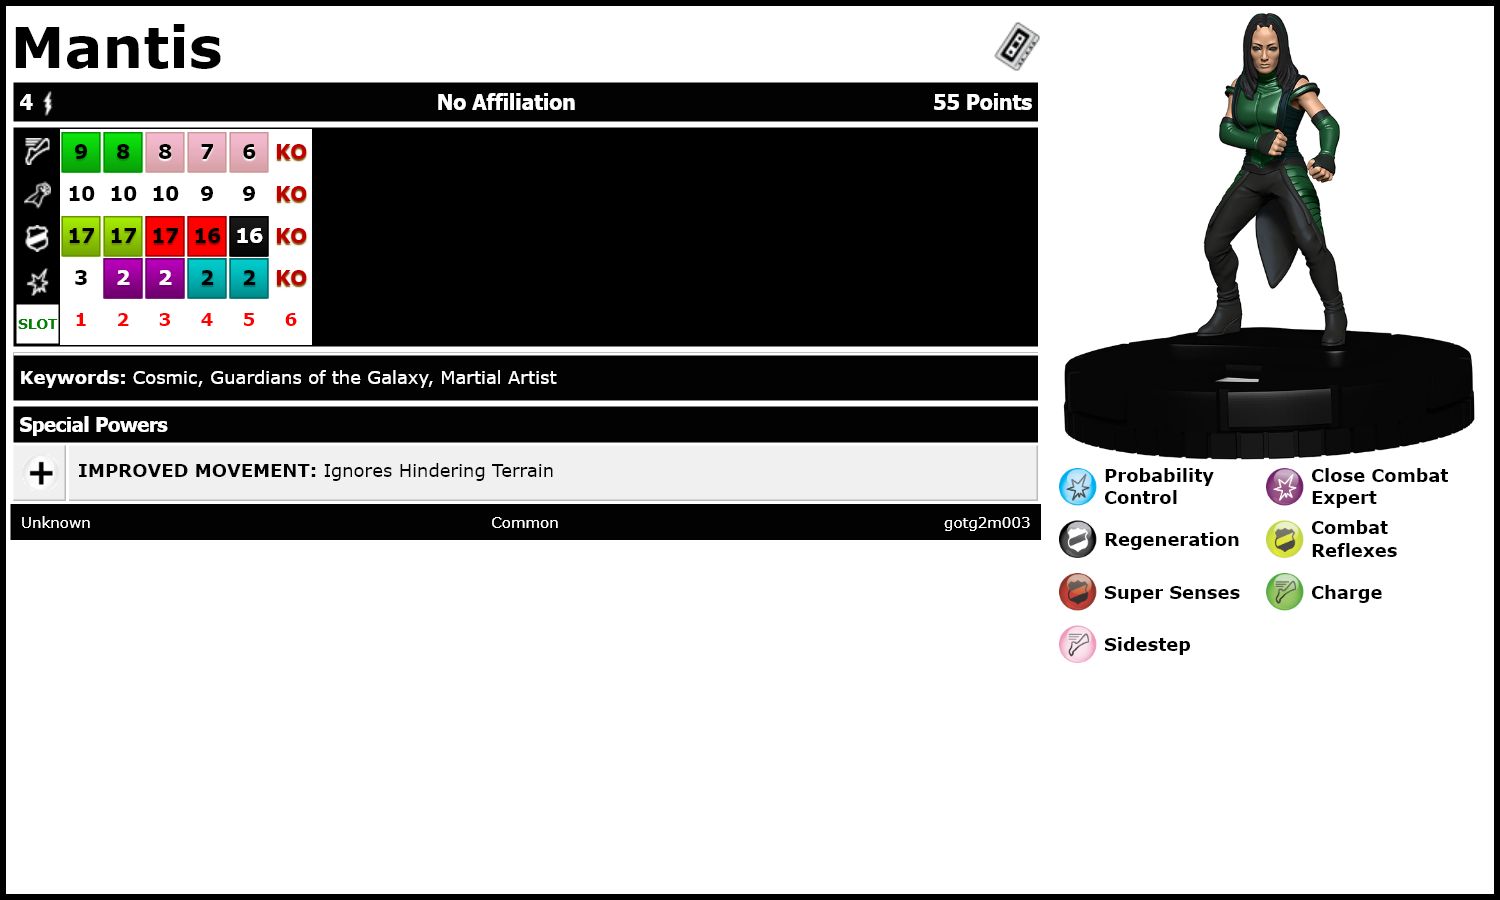 Mantis
4 No Affiliation 55 Points
9 8 8 7 6 KO
10 10 10 9 9 KO
17 17 17 16 16 KO
3 2 2 2 2 KO
SLOT 1 2 3 4 5 6
Keywords: Cosmic, Guardians of the Galaxy, Martial Artist
Special Powers
IMPROVED MOVEMENT: Ignores Hindering Terrain
Unknown Common gotg2m003
Probability
Control
Close Combat
Expert
Regeneration
Combat
Reflexes
Super Senses
Charge
Sidestep